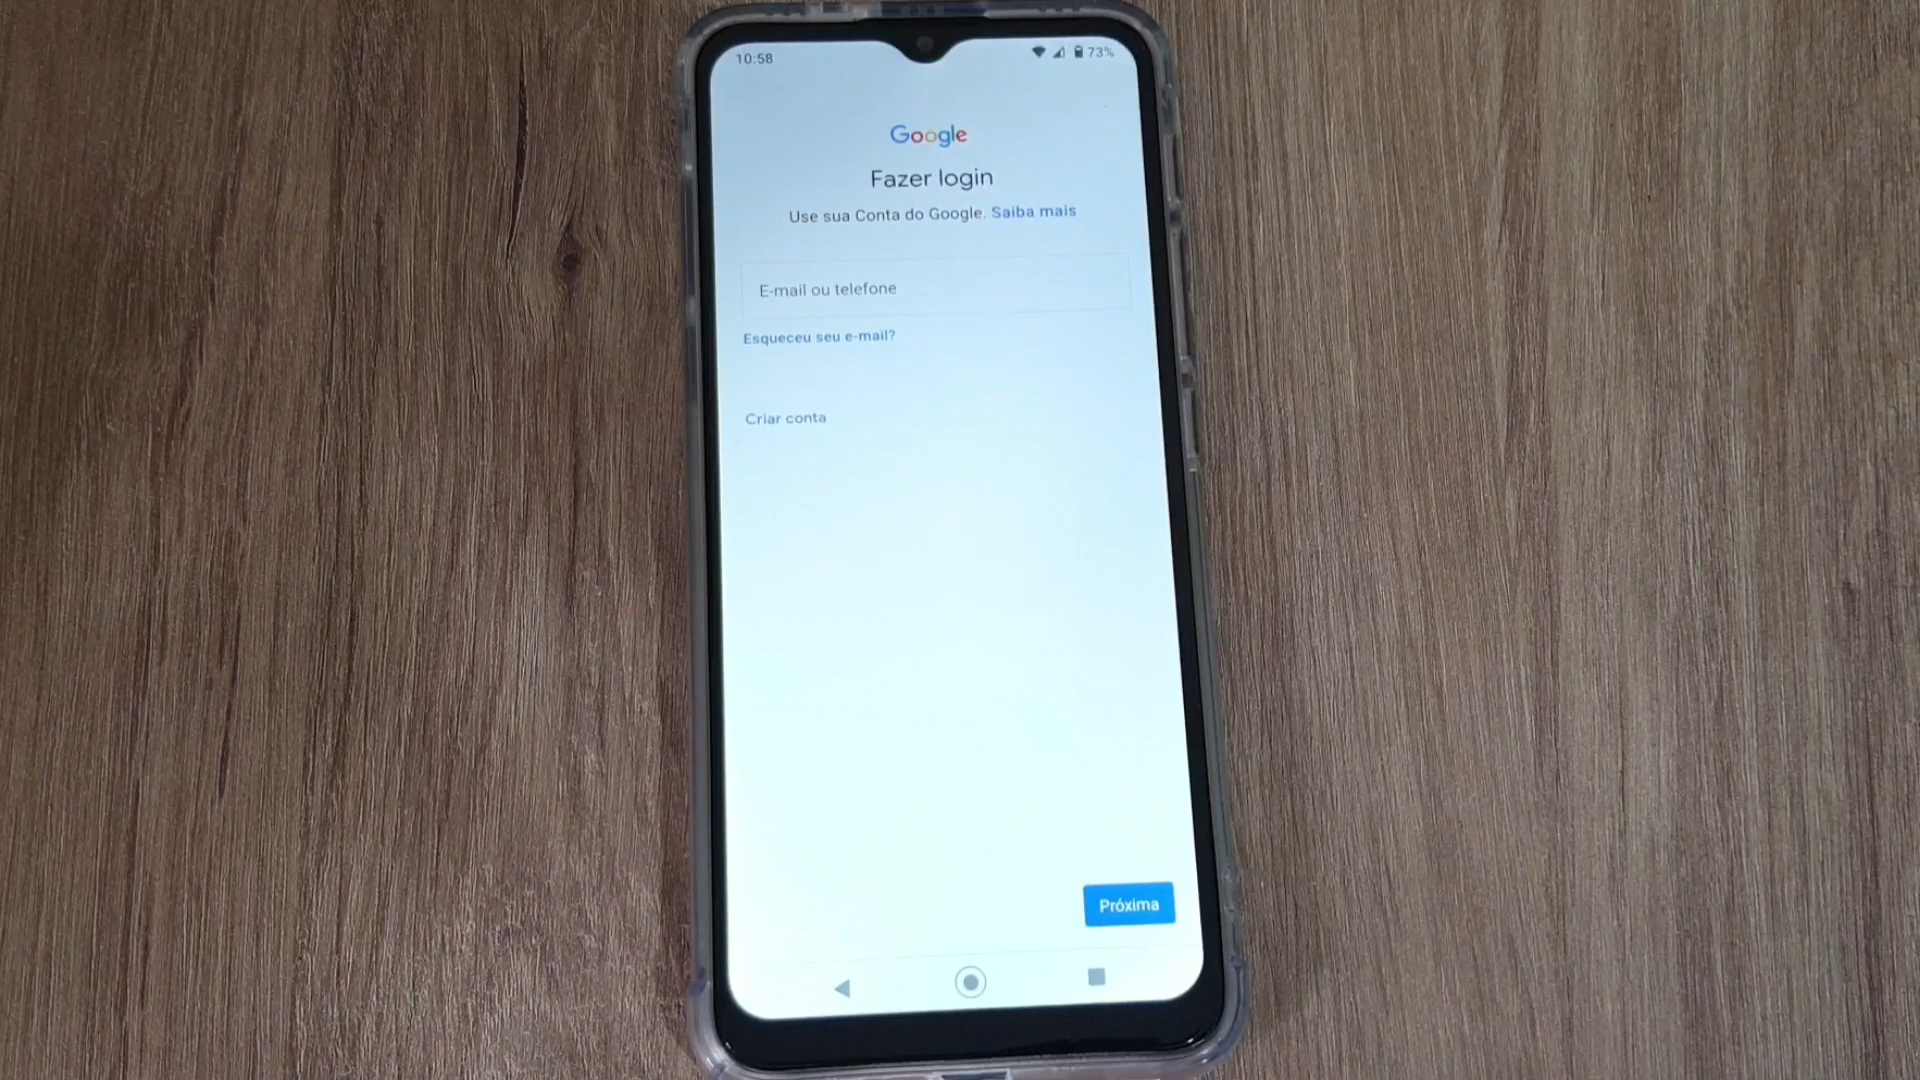 10:58
73%
Google
Fazer login
Use sua Conta do Google. Saiba mais
E-mail ou telefone
Esqueceu seu e-mail?
Criar conta
Próxima